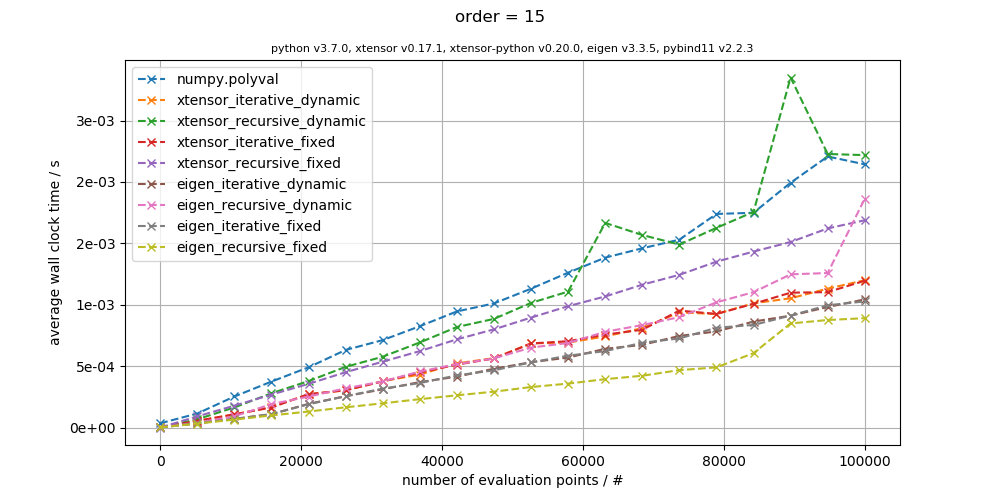 order = 15
python v3.7.0, xtensor v0.17.1, xtensor-python v0.20.0, eigen v3.3.5, pybind11 v2.2.3
numpy.polyval
xtensor_iterative_dynamic
xtensor_recursive_dynamic
xtensor_iterative_fixed
xtensor_recursive_fixed
eigen_iterative_dynamic
eigen_recursive_dynamic
eigen_iterative_fixed
eigen_recursive_fixed
average wall clock time / s
3e-03
2e-03
2e-03
1e-03
5e-04
0e+00
0 20000 40000 60000 80000 100000
number of evaluation points / #